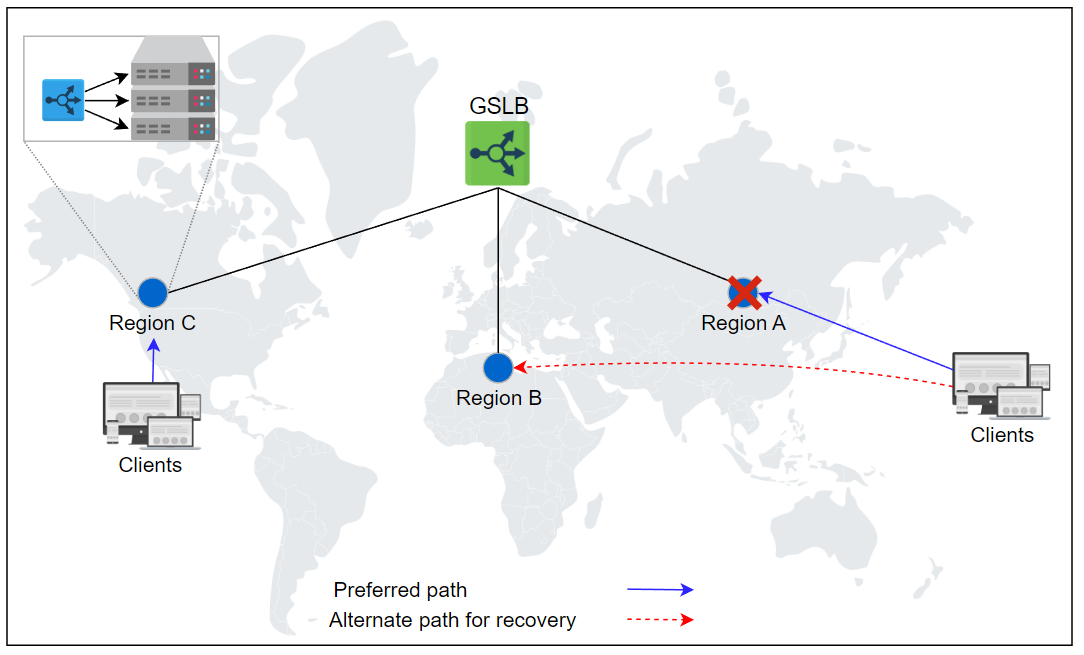 GSLB
Region C
Region A
Region B
Clients
Clients
Preferred path
Alternate path for recovery